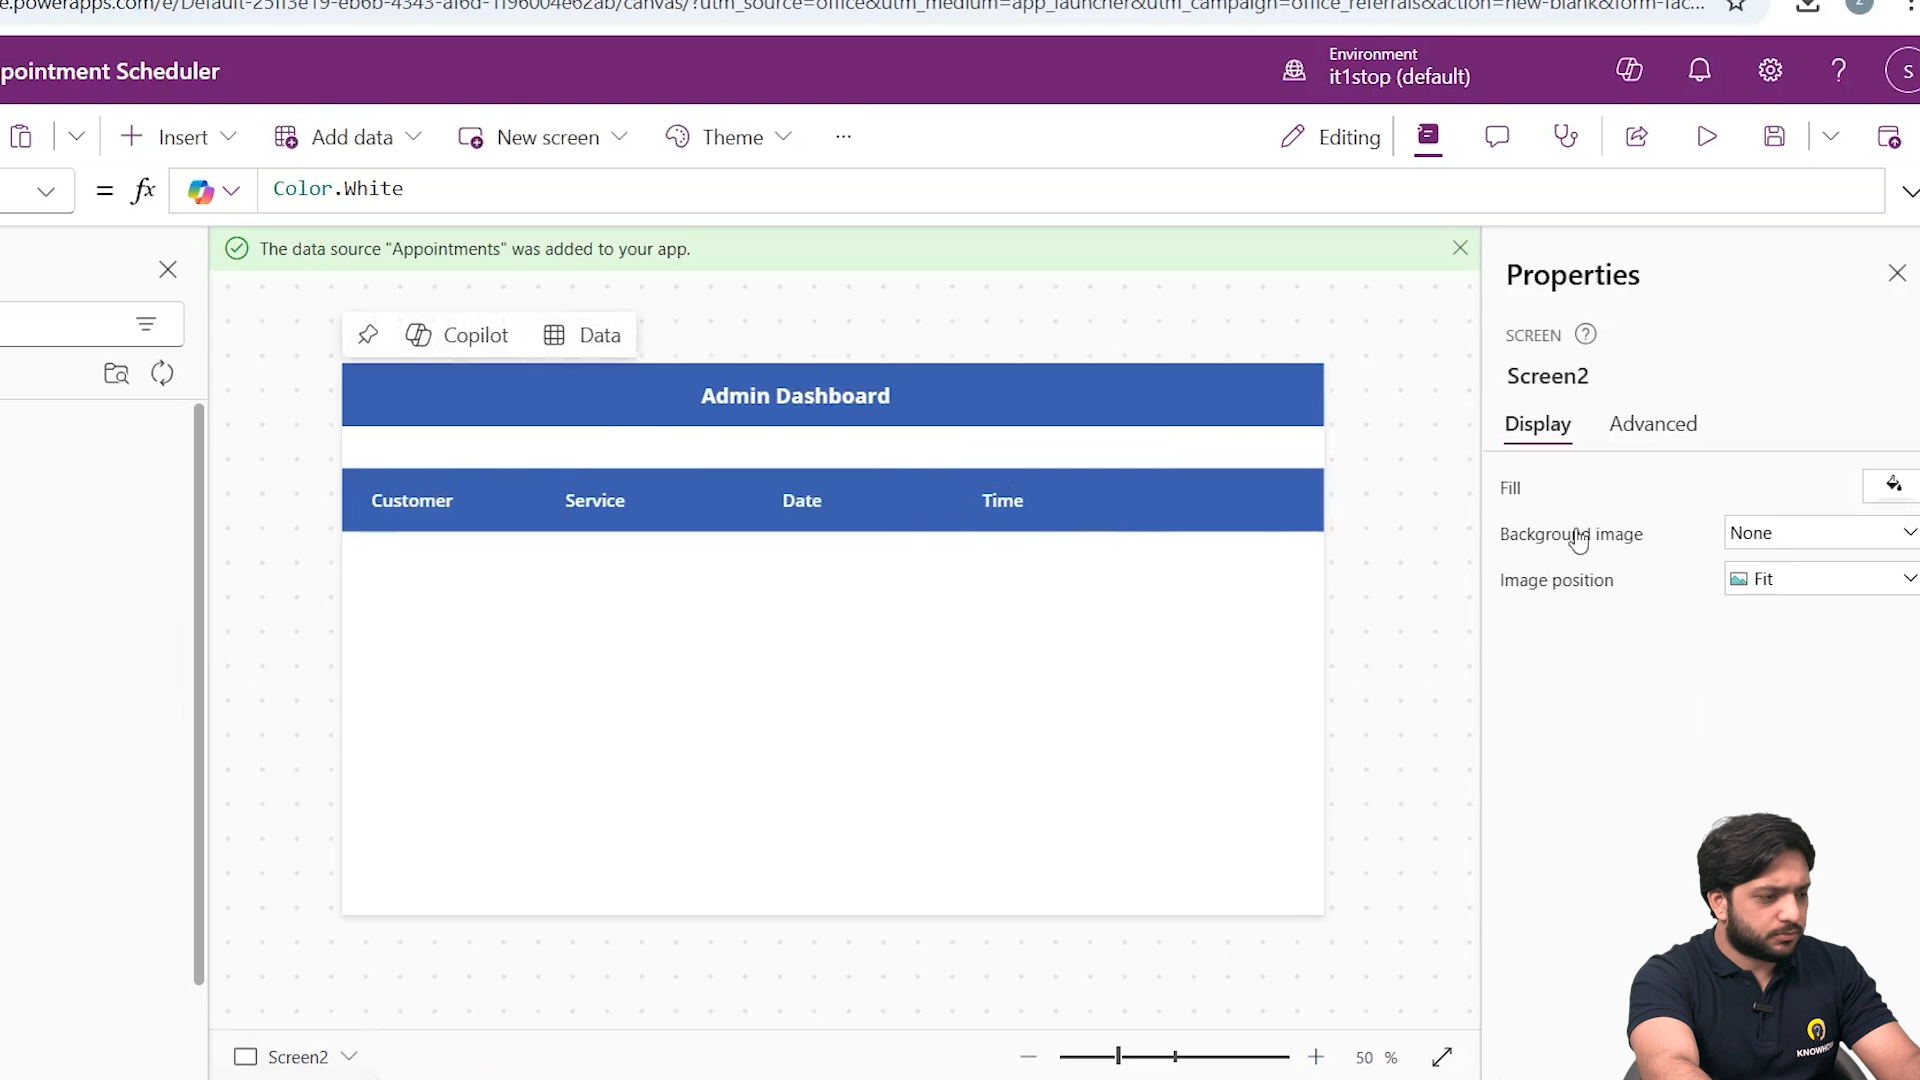 pointment Scheduler
Environment
it1stop (default)
Insert
Add data
New screen
Theme
...
Editing
= fx
Color.White
The data source "Appointments" was added to your app.
Properties
SCREEN
Screen2
Display
Advanced
Fill
Background image
None
Image position
Fit
Copilot
Data
Admin Dashboard
Customer
Service
Date
Time
Screen2
50 %
S